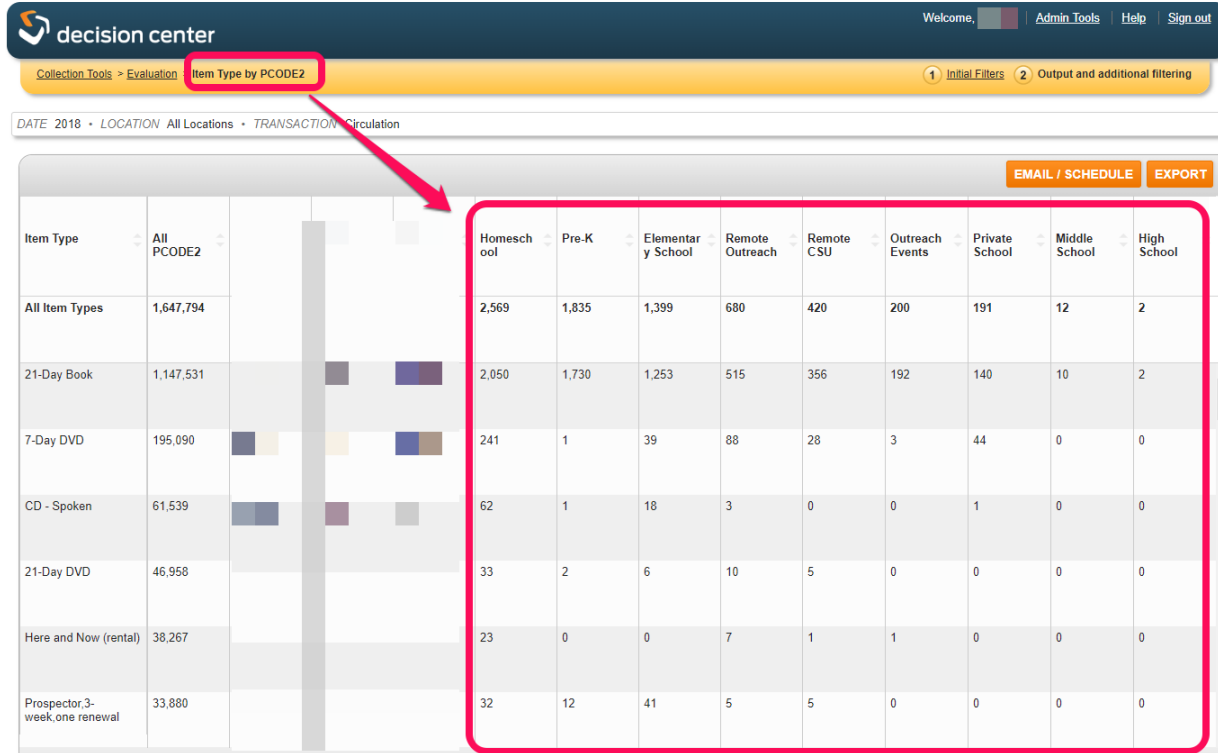 decision center
Welcome, Admin Tools Help Sign out
Collection Tools > Evaluation Item Type by PCODE2 1 Initial Filters 2 Output and additional filtering
DATE 2018 • LOCATION All Locations • TRANSACTION Circulation
EMAIL / SCHEDULE EXPORT
Item Type All Homesch Pre-K Elementar Remote Remote Outreach Private Middle High
PCODE2 ool y School Outreach CSU Events School School School
All Item Types 1,647,794 2,569 1,835 1,399 680 420 200 191 12 2
21-Day Book 1,147,531 2,050 1,730 1,253 515 356 192 140 10 2
7-Day DVD 195,090 241 1 39 88 28 3 44 0 0
CD - Spoken 61,539 62 1 18 3 0 0 1 0 0
21-Day DVD 46,958 33 2 6 10 5 0 0 0 0
Here and Now (rental) 38,267 23 0 0 7 1 1 0 0 0
Prospector,3- 33,880 32 12 41 5 5 0 0 0 0
week,one renewal